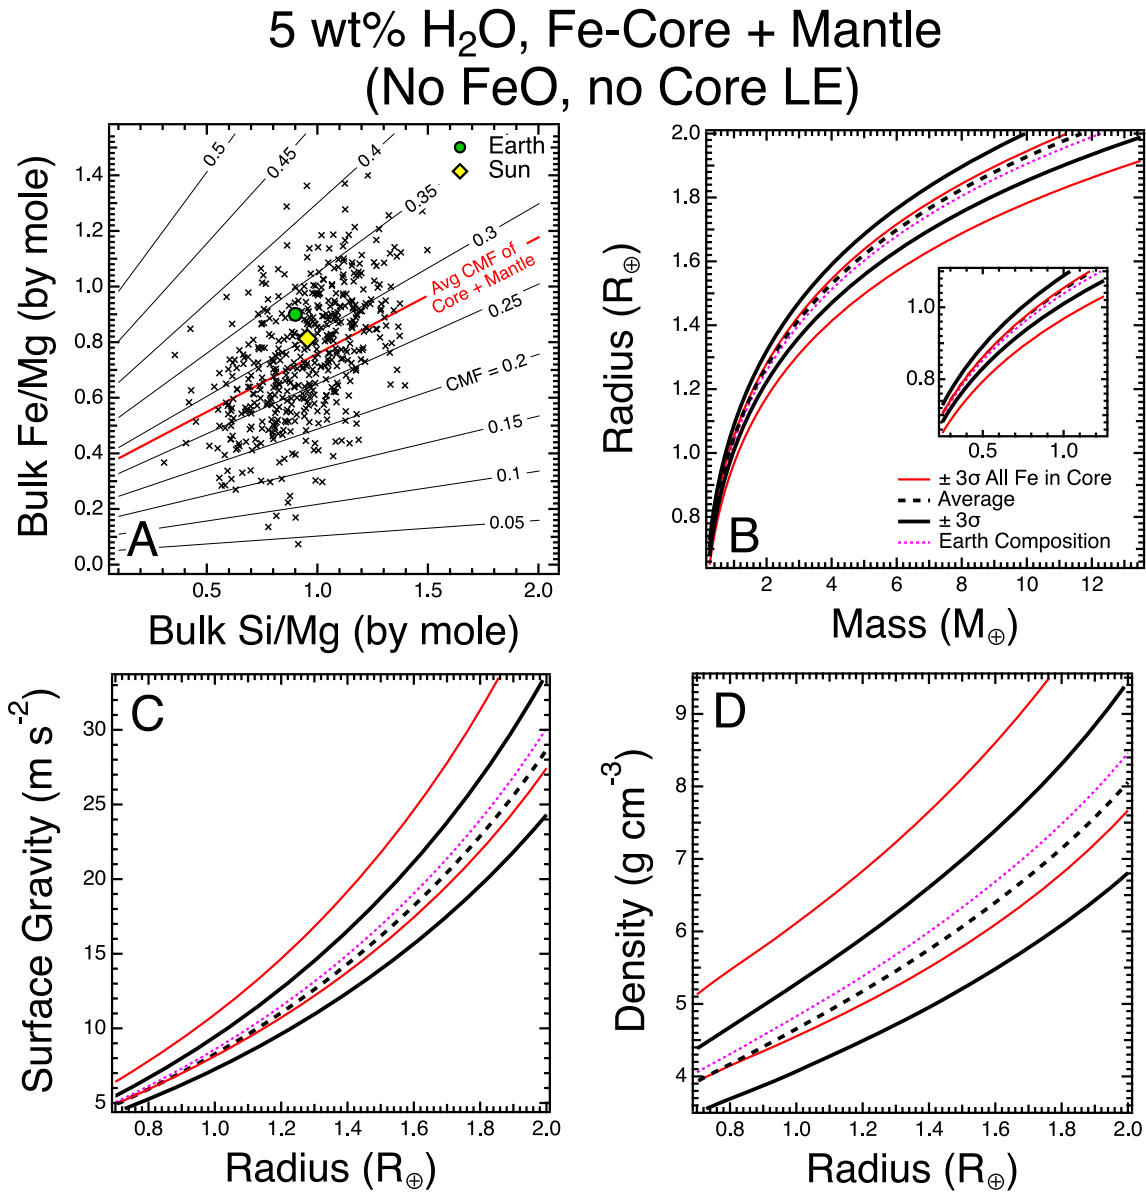 5 wt% H₂O, Fe-Core + Mantle
(No FeO, no Core LE)
Bulk Fe/Mg (by mole)
1.4
1.2
1.0
0.8
0.6
0.4
0.2
0.0
0.5
0.45
0.4
0.35
0.3
Avg CMF of
Core + Mantle
0.25
CMF = 0.2
0.15
0.1
0.05
Earth
Sun
A
0.5
1.0
1.5
2.0
Bulk Si/Mg (by mole)
Radius (R⊕)
2.0
1.8
1.6
1.4
1.2
1.0
0.8
1.0
0.8
0.5
1.0
± 3σ All Fe in Core
Average
± 3σ
Earth Composition
B
2
4
6
8
10
12
Mass (M⊕)
Surface Gravity (m s⁻²)
30
25
20
15
10
5
C
0.8
1.0
1.2
1.4
1.6
1.8
2.0
Radius (R⊕)
Density (g cm⁻³)
9
8
7
6
5
4
D
0.8
1.0
1.2
1.4
1.6
1.8
2.0
Radius (R⊕)